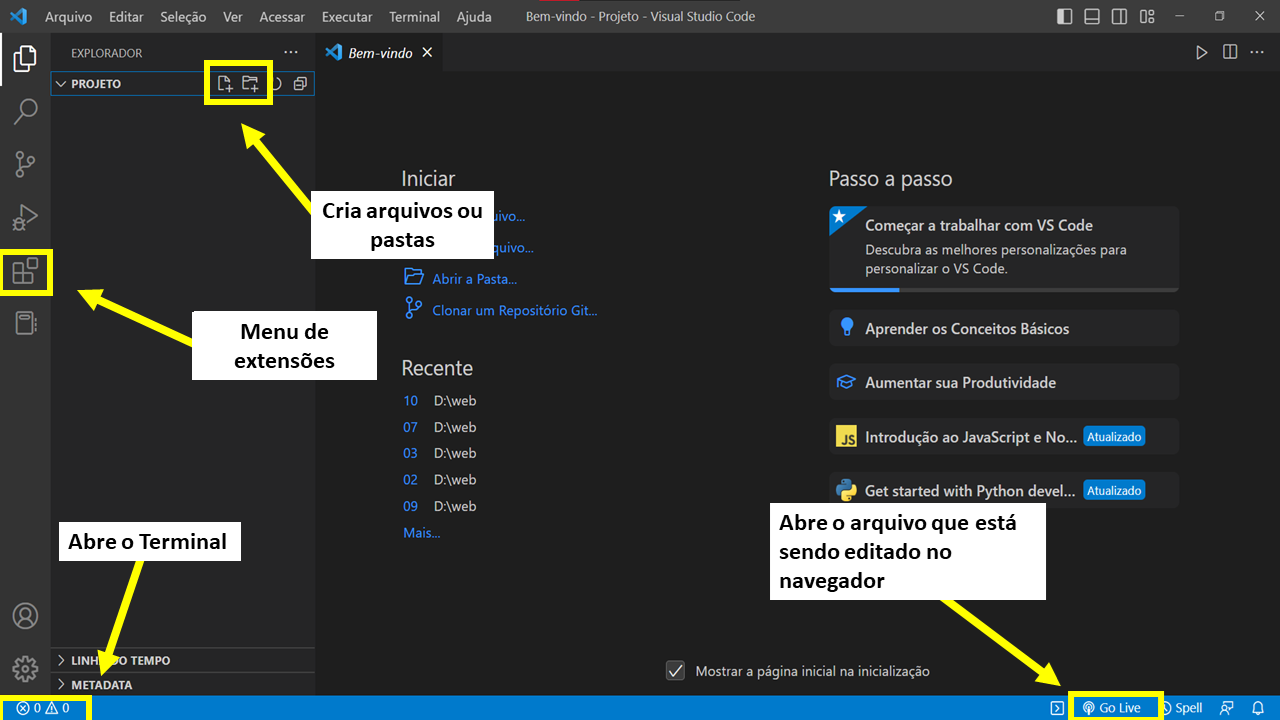 Arquivo Editar Seleção Ver Acessar Executar Terminal Ajuda
Bem-vindo - Projeto - Visual Studio Code
EXPLORADOR
Bem-vindo
PROJETO
Iniciar
Cria arquivos ou
pastas
uivo...
quivo...
Abrir a Pasta...
Clonar um Repositório Git...
Menu de
extensões
Recente
10 D:\web
07 D:\web
03 D:\web
02 D:\web
09 D:\web
Mais...
Passo a passo
Começar a trabalhar com VS Code
Descubra as melhores personalizações para
personalizar o VS Code.
Aprender os Conceitos Básicos
Aumentar sua Produtividade
JS Introdução ao JavaScript e No... Atualizado
Get started with Python devel... Atualizado
Abre o arquivo que está
sendo editado no
navegador
Abre o Terminal
LINH DO TEMPO
METADATA
Mostrar a página inicial na inicialização
0 0
Go Live
Spell